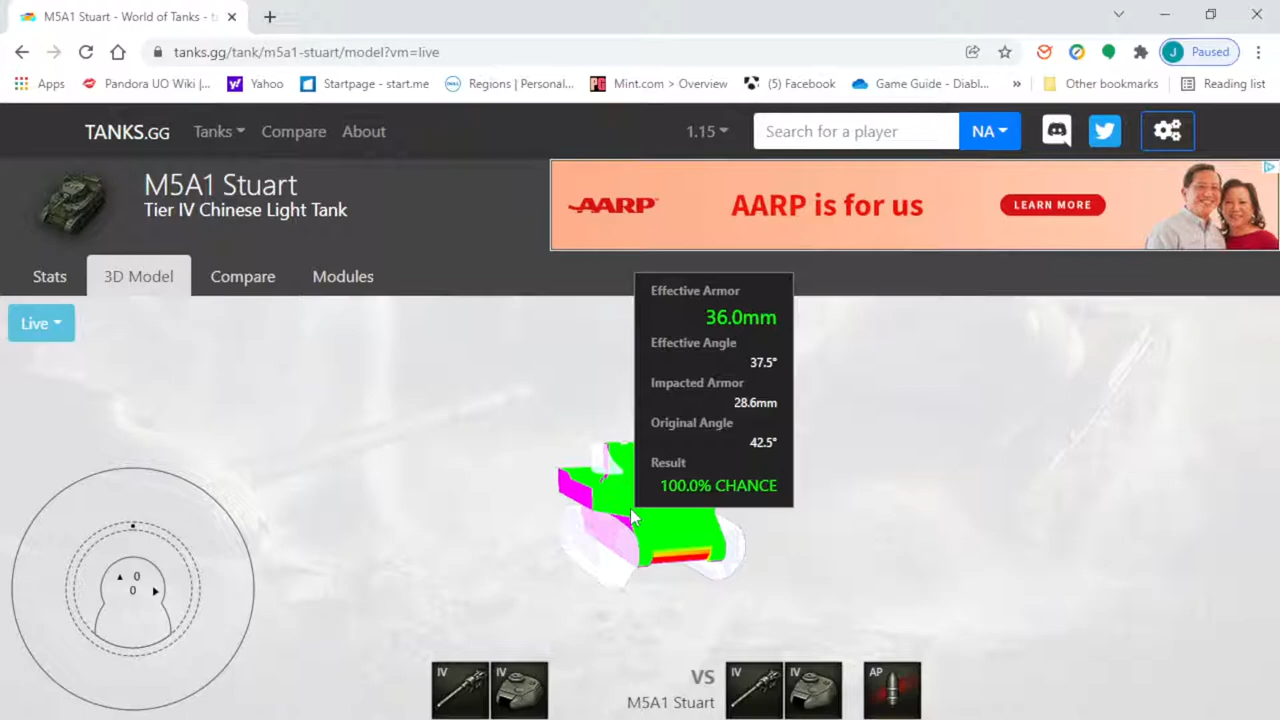 M5A1 Stuart - World of Tanks - t
tanks.gg/tank/m5a1-stuart/model?vm=live
J Paused
Apps
Pandora UO Wiki |...
Yahoo
Startpage - start.me
Regions | Personal...
Mint.com > Overview
(5) Facebook
Game Guide - Diabl...
»
Other bookmarks
Reading list
TANKS.GG
Tanks
Compare
About
1.15
Search for a player
NA
M5A1 Stuart
Tier IV Chinese Light Tank
AARP
AARP is for us
LEARN MORE
Stats
3D Model
Compare
Modules
Live
Effective Armor
36.0mm
Effective Angle
37.5°
Impacted Armor
28.6mm
Original Angle
42.5°
Result
100.0% CHANCE
0
0
IV
IV
VS
M5A1 Stuart
IV
IV
AP